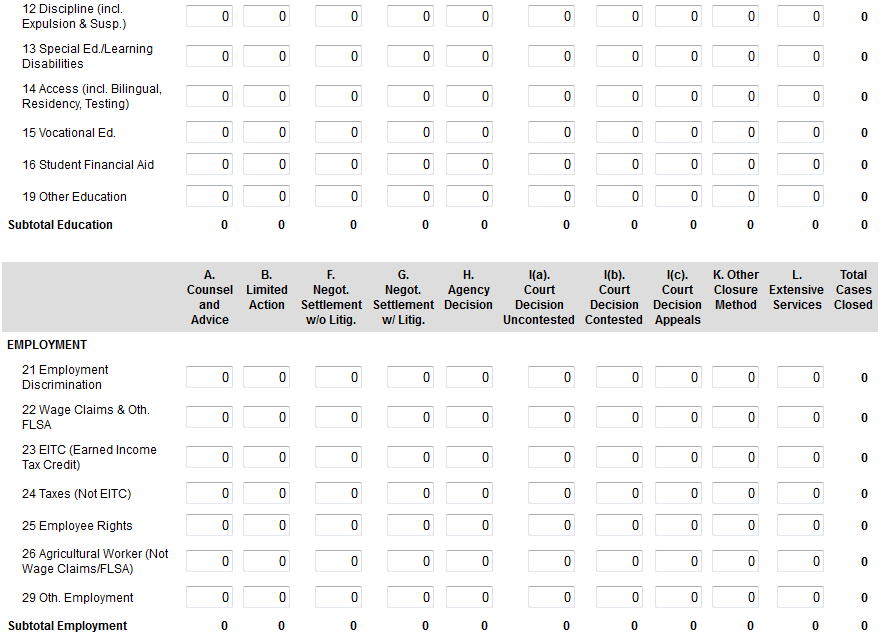 12 Discipline (incl.
Expulsion & Susp.) 0 0 0 0 0 0 0 0 0 0 0
13 Special Ed./Learning
Disabilities 0 0 0 0 0 0 0 0 0 0 0
14 Access (incl. Bilingual,
Residency, Testing) 0 0 0 0 0 0 0 0 0 0 0
15 Vocational Ed. 0 0 0 0 0 0 0 0 0 0 0
16 Student Financial Aid 0 0 0 0 0 0 0 0 0 0 0
19 Other Education 0 0 0 0 0 0 0 0 0 0 0
Subtotal Education 0 0 0 0 0 0 0 0 0 0 0
A. B. F. G. H. I(a). I(b). I(c). K. Other L. Total
Counsel Limited Negot. Negot. Agency Court Court Court Closure Extensive Cases
and Action Settlement Settlement Decision Decision Decision Decision Method Services Closed
Advice w/o Litig. w/ Litig. Uncontested Contested Appeals
EMPLOYMENT
21 Employment
Discrimination 0 0 0 0 0 0 0 0 0 0 0
22 Wage Claims & Oth.
FLSA 0 0 0 0 0 0 0 0 0 0 0
23 EITC (Earned Income
Tax Credit) 0 0 0 0 0 0 0 0 0 0 0
24 Taxes (Not EITC) 0 0 0 0 0 0 0 0 0 0 0
25 Employee Rights 0 0 0 0 0 0 0 0 0 0 0
26 Agricultural Worker (Not
Wage Claims/FLSA) 0 0 0 0 0 0 0 0 0 0 0
29 Oth. Employment 0 0 0 0 0 0 0 0 0 0 0
Subtotal Employment 0 0 0 0 0 0 0 0 0 0 0